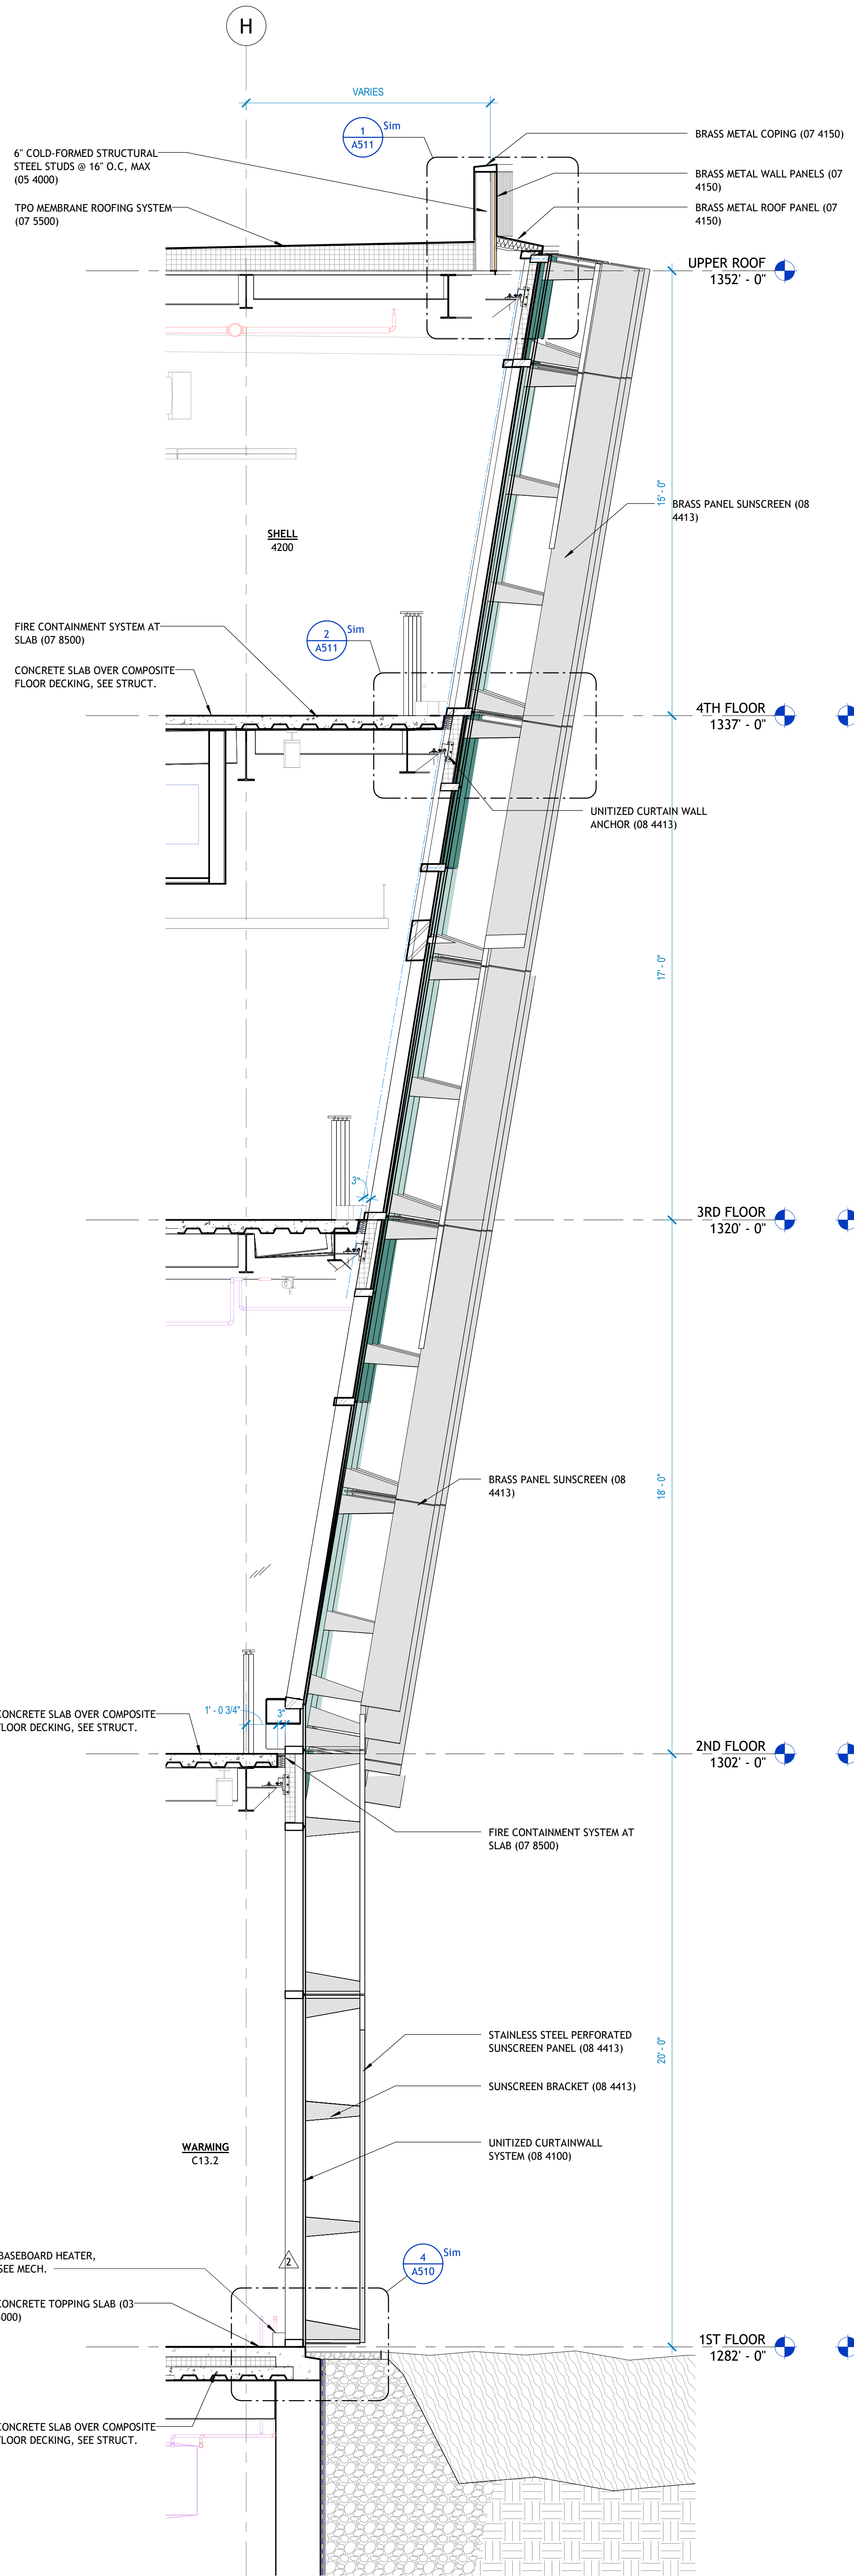 H
VARIES
1
A511
Sim
BRASS METAL COPING (07 4150)
6" COLD-FORMED STRUCTURAL
STEEL STUDS @ 16" O.C, MAX
(05 4000)
BRASS METAL WALL PANELS (07
4150)
TPO MEMBRANE ROOFING SYSTEM
(07 5500)
BRASS METAL ROOF PANEL (07
4150)
UPPER ROOF
1352' - 0"
15' - 0"
BRASS PANEL SUNSCREEN (08
4413)
SHELL
4200
FIRE CONTAINMENT SYSTEM AT
SLAB (07 8500)
2
A511
Sim
CONCRETE SLAB OVER COMPOSITE
FLOOR DECKING, SEE STRUCT.
4TH FLOOR
1337' - 0"
UNITIZED CURTAIN WALL
ANCHOR (08 4413)
17' - 0"
3"
3RD FLOOR
1320' - 0"
BRASS PANEL SUNSCREEN (08
4413)
18' - 0"
1' - 0 3/4"
3"
CONCRETE SLAB OVER COMPOSITE
FLOOR DECKING, SEE STRUCT.
2ND FLOOR
1302' - 0"
FIRE CONTAINMENT SYSTEM AT
SLAB (07 8500)
STAINLESS STEEL PERFORATED
SUNSCREEN PANEL (08 4413)
20' - 0"
SUNSCREEN BRACKET (08 4413)
WARMING
C13.2
UNITIZED CURTAINWALL
SYSTEM (08 4100)
BASEBOARD HEATER,
SEE MECH.
2
4
A510
Sim
CONCRETE TOPPING SLAB (03
000)
1ST FLOOR
1282' - 0"
CONCRETE SLAB OVER COMPOSITE
FLOOR DECKING, SEE STRUCT.